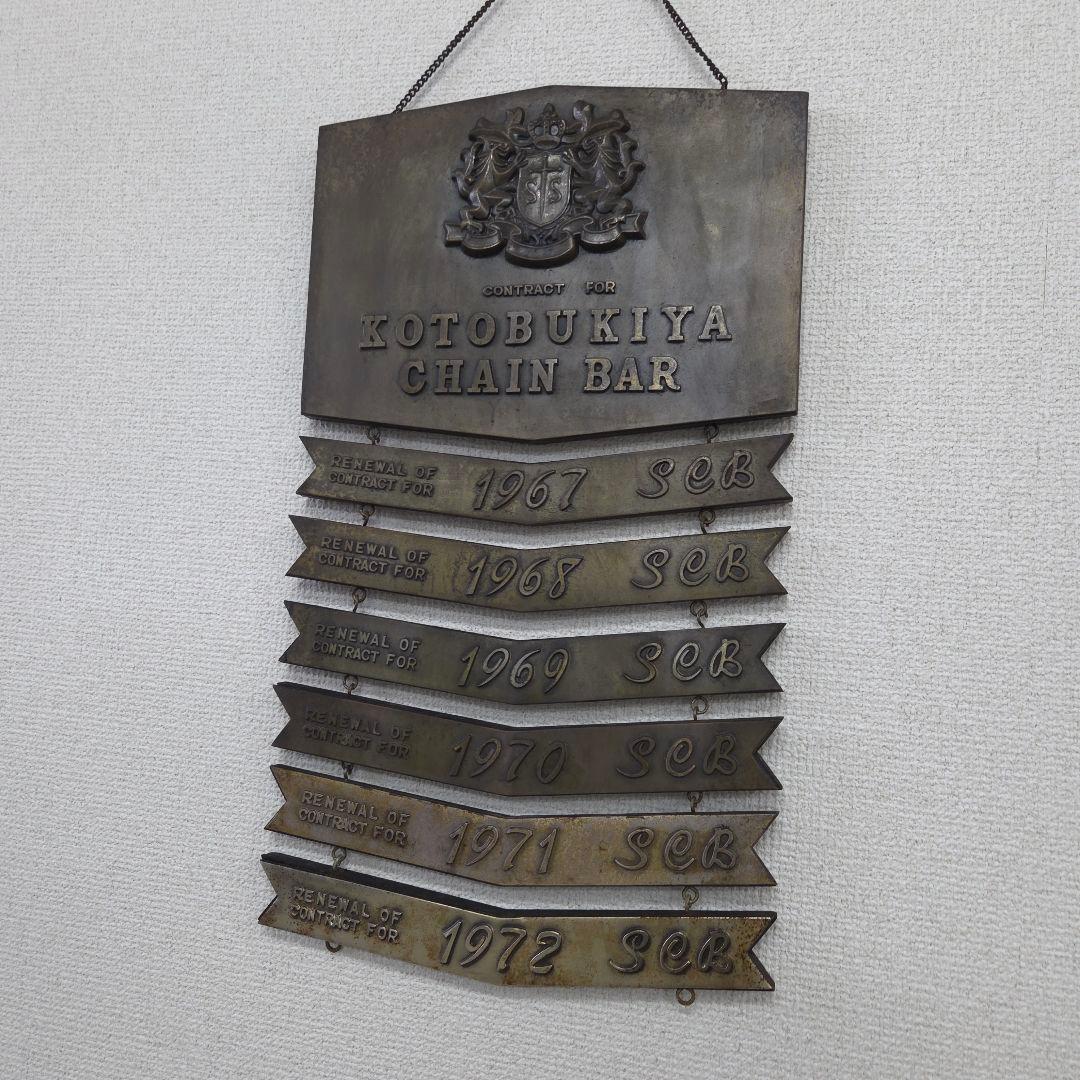 SS
CONTRACT FOR
KOTOBUKIYA
CHAIN BAR
RENEWAL OF
CONTRACT FOR
1967 SCB
RENEWAL OF
CONTRACT FOR
1968 SCB
RENEWAL OF
CONTRACT FOR
1969 SCB
RENEWAL OF
CONTRACT FOR
1970 SCB
RENEWAL OF
CONTRACT FOR
1971 SCB
RENEWAL OF
CONTRACT FOR
1972 SCB